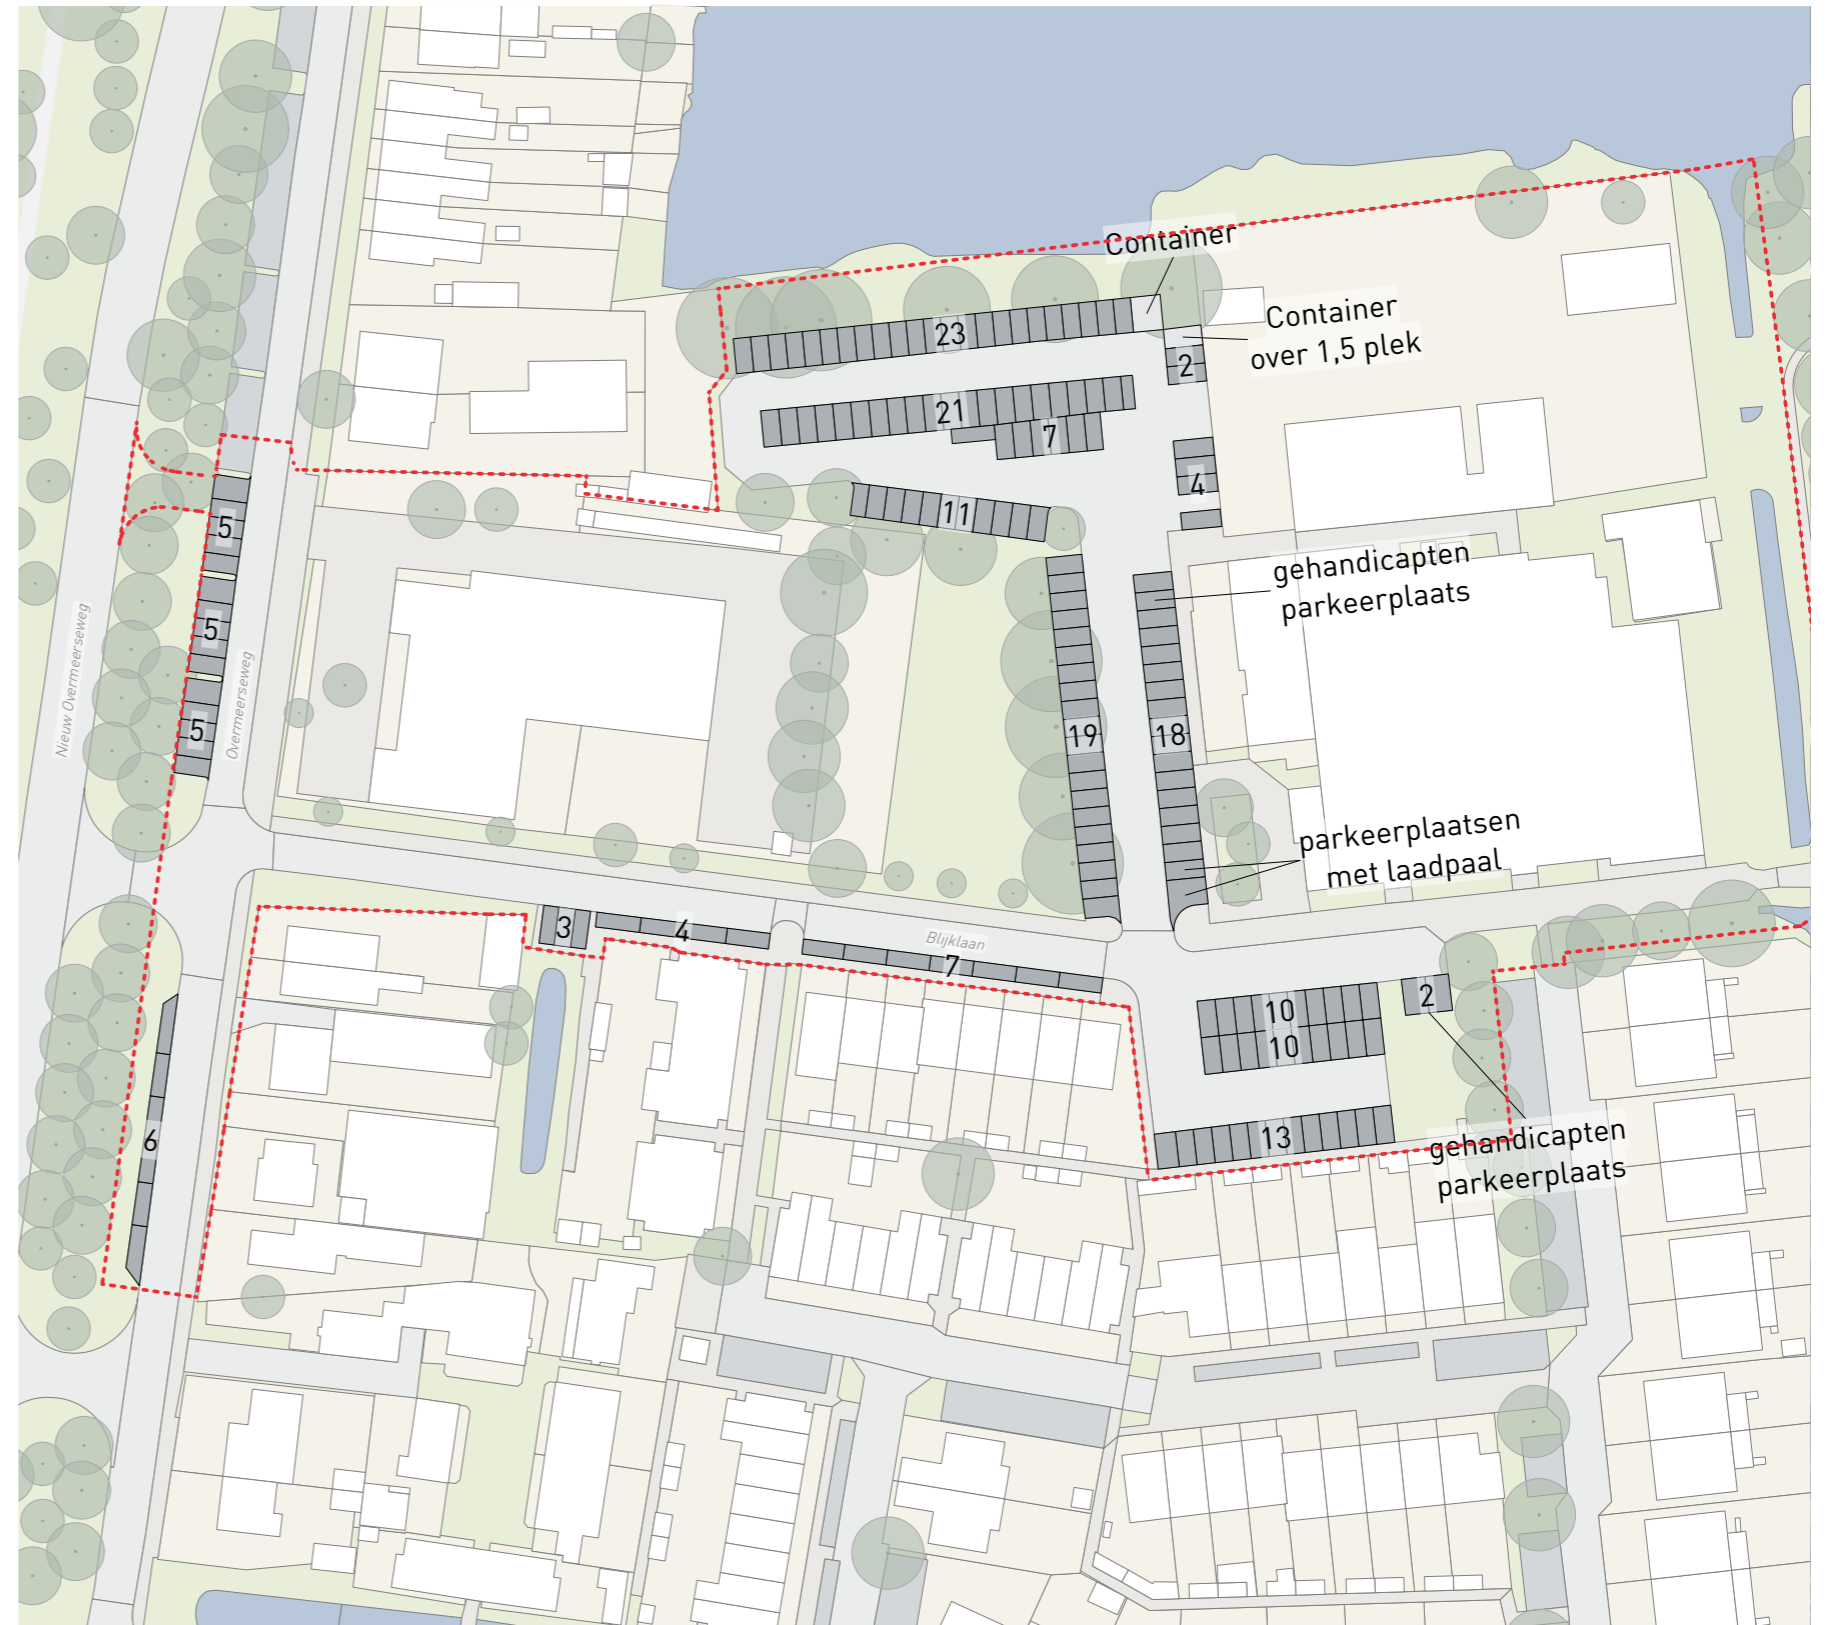 Container
Container
over 1,5 plek
23
2
21
7
4
11
5
gehandicapten
parkeerplaats
5
Nieuw Overmeerseweg
Overmeerseweg
5
19
18
parkeerplaatsen
met laadpaal
3
4
Blijklaan
7
10
2
10
6
13
gehandicapten
parkeerplaats